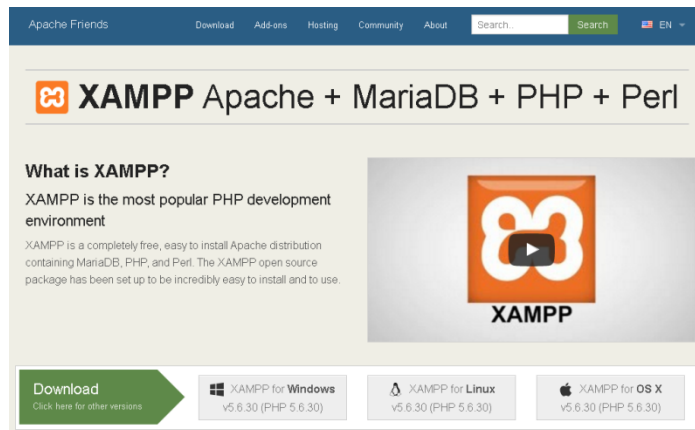 Apache Friends Download Add-ons Hosting Community About Search.. Search EN
XAMPP Apache + MariaDB + PHP + Perl
What is XAMPP?
XAMPP is the most popular PHP development
environment
XAMPP is a completely free, easy to install Apache distribution
containing MariaDB, PHP, and Perl. The XAMPP open source
package has been set up to be incredibly easy to install and to use.
XAMPP
Download
Click here for other versions
XAMPP for Windows
v5.6.30 (PHP 5.6.30)
XAMPP for Linux
v5.6.30 (PHP 5.6.30)
XAMPP for OS X
v5.6.30 (PHP 5.6.30)